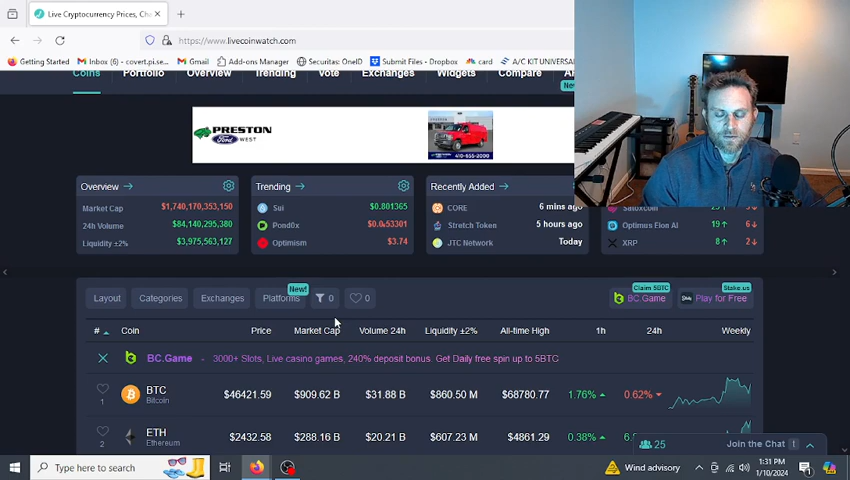 Live Cryptocurrency Prices, Cha
https://www.livecoinwatch.com
Getting Started Inbox (6) - covert.pi.se... Gmail Add-ons Manager Securitas OneID Submit Files - Dropbox card A/C KIT UNIVERSA
Coins Portfolio Overview Trending Vote Exchanges Widgets Compare
New
PRESTON
Ford WEST
410-655-2000
Overview → Trending → Recently Added →
Market Cap $1,740,170,353,150 Sui $0.801365 CORE 6 mins ago
24h Volume $84,140,295,380 Pond0x Stretch Token 5 hours ago Optimus Elon AI 19
Liquidity ±2% $3,975,563,127 Optimism $3.74 JTC Network Today XRP 8 2
New! Claim 5BTC Stake.us
Layout Categories Exchanges Platforms 0 0 BC.Game Play for Free
# Coin Price Market Cap Volume 24h Liquidity ±2% All-time High 1h 24h Weekly
BC.Game - 3000+ Slots, Live casino games, 240% deposit bonus. Get Daily free spin up to 5BTC
1 BTC Bitcoin $46421.59 $909.62 B $31.88 B $860.50 M $68780.77 1.76% 0.62%
2 ETH Ethereum $2432.58 $288.16 B $20.21 B $607.23 M $4861.29 0.38%
25 Join the Chat
Type here to search Wind advisory 1:31 PM
1/10/2024